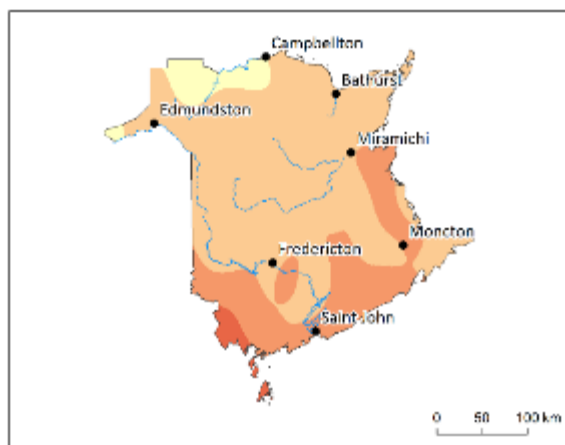 Campbellton
Bathurst
Edmundston
Miramichi
Moncton
Fredericton
Saint John
0 50 100 km